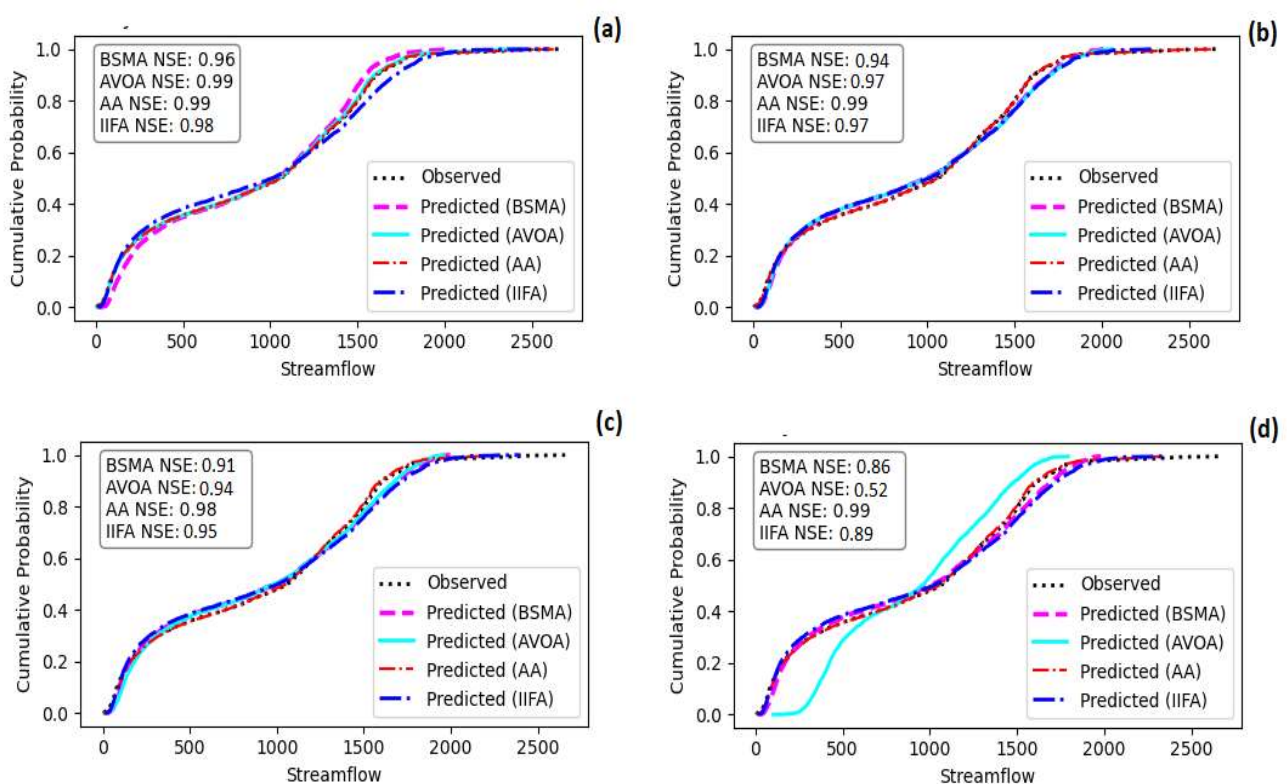 (a)
BSMA NSE: 0.96
AVOA NSE: 0.99
AA NSE: 0.99
IIFA NSE: 0.98
Observed
Predicted (BSMA)
Predicted (AVOA)
Predicted (AA)
Predicted (IIFA)
Cumulative Probability
1.0
0.8
0.6
0.4
0.2
0.0
0 500 1000 1500 2000 2500
Streamflow
(b)
BSMA NSE: 0.94
AVOA NSE: 0.97
AA NSE: 0.99
IIFA NSE: 0.97
Observed
Predicted (BSMA)
Predicted (AVOA)
Predicted (AA)
Predicted (IIFA)
Cumulative Probability
1.0
0.8
0.6
0.4
0.2
0.0
0 500 1000 1500 2000 2500
Streamflow
(c)
BSMA NSE: 0.91
AVOA NSE: 0.94
AA NSE: 0.98
IIFA NSE: 0.95
Observed
Predicted (BSMA)
Predicted (AVOA)
Predicted (AA)
Predicted (IIFA)
Cumulative Probability
1.0
0.8
0.6
0.4
0.2
0.0
0 500 1000 1500 2000 2500
Streamflow
(d)
BSMA NSE: 0.86
AVOA NSE: 0.52
AA NSE: 0.99
IIFA NSE: 0.89
Observed
Predicted (BSMA)
Predicted (AVOA)
Predicted (AA)
Predicted (IIFA)
Cumulative Probability
1.0
0.8
0.6
0.4
0.2
0.0
0 500 1000 1500 2000 2500
Streamflow